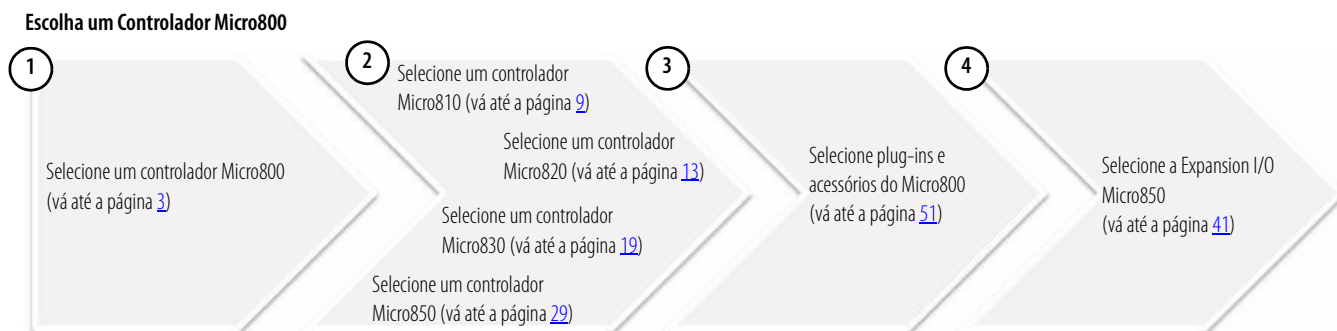 Escolha um Controlador Micro800
1
Selecione um controlador Micro800
(vá até a página 3)
2
Selecione um controlador
Micro810 (vá até a página 9)
Selecione um controlador
Micro820 (vá até a página 13)
Selecione um controlador
Micro830 (vá até a página 19)
Selecione um controlador
Micro850 (vá até a página 29)
3
Selecione plug-ins e
acessórios do Micro800
(vá até a página 51)
4
Selecione a Expansion I/O
Micro850
(vá até a página 41)